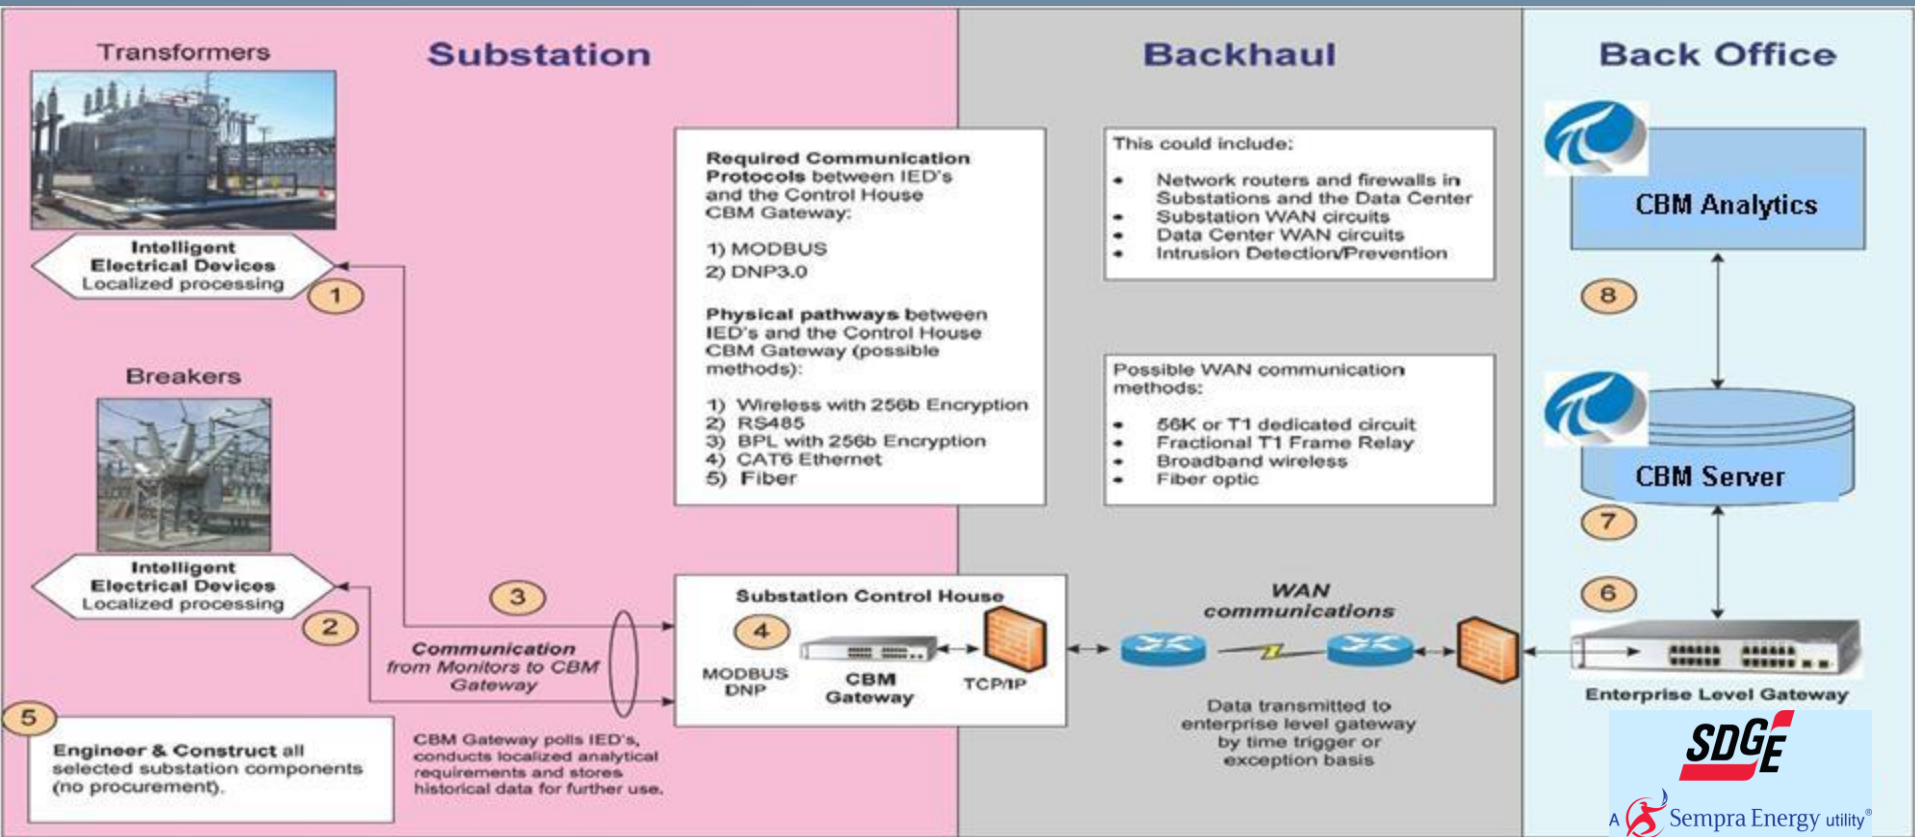 Substation
Backhaul
Back Office
Transformers
Intelligent
Electrical Devices
Localized processing
1
Breakers
Intelligent
Electrical Devices
Localized processing
2
3
Communication
from Monitors to CBM
Gateway
5
Engineer & Construct all
selected substation components
(no procurement).
CBM Gateway polls IED's,
conducts localized analytical
requirements and stores
historical data for further use.
Required Communication
Protocols between IED's
and the Control House
CBM Gateway:
1) MODBUS
2) DNP3.0
Physical pathways between
IED's and the Control House
CBM Gateway (possible
methods):
1) Wireless with 256b Encryption
2) RS485
3) BPL with 256b Encryption
4) CAT6 Ethernet
5) Fiber
Substation Control House
4
MODBUS
DNP
CBM
Gateway
TCP/IP
This could include:
• Network routers and firewalls in
Substations and the Data Center
• Substation WAN circuits
• Data Center WAN circuits
• Intrusion Detection/Prevention
Possible WAN communication
methods:
• 56K or T1 dedicated circuit
• Fractional T1 Frame Relay
• Broadband wireless
• Fiber optic
WAN
communications
Data transmitted to
enterprise level gateway
by time trigger or
exception basis
CBM Analytics
8
CBM Server
7
6
Enterprise Level Gateway
SDGE
A Sempra Energy utility®